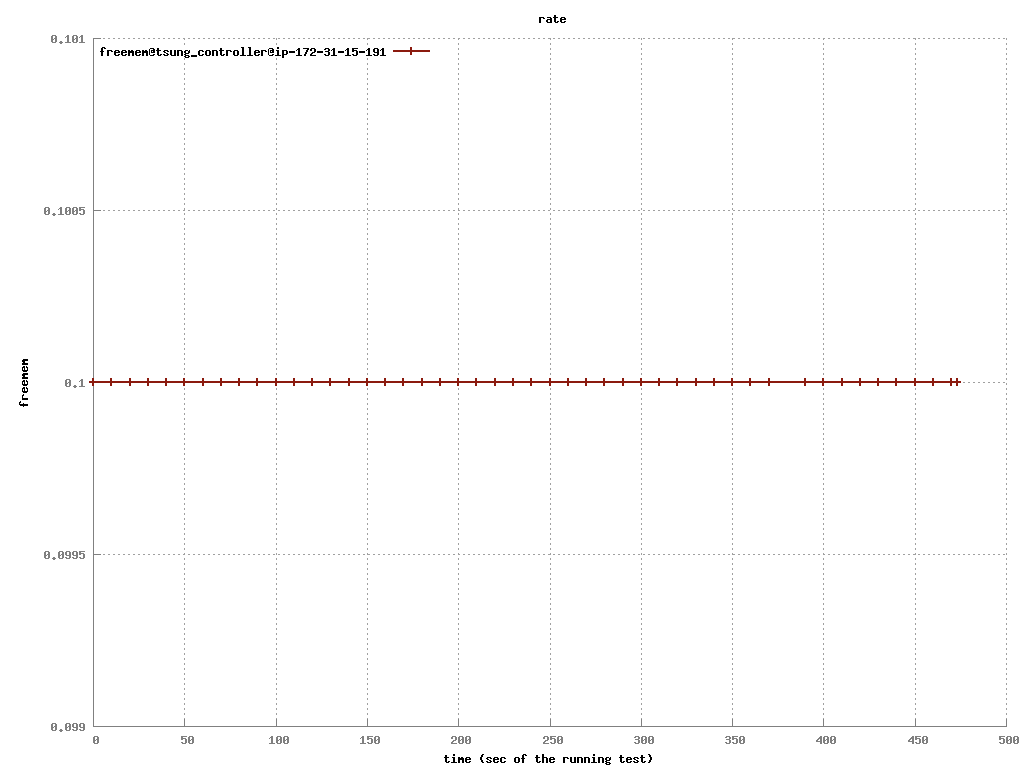 rate
0.101
freemem@tsung_controller@ip-172-31-15-191
0.1005
freemem
0.1
0.0995
0.099
0 50 100 150 200 250 300 350 400 450 500
time (sec of the running test)